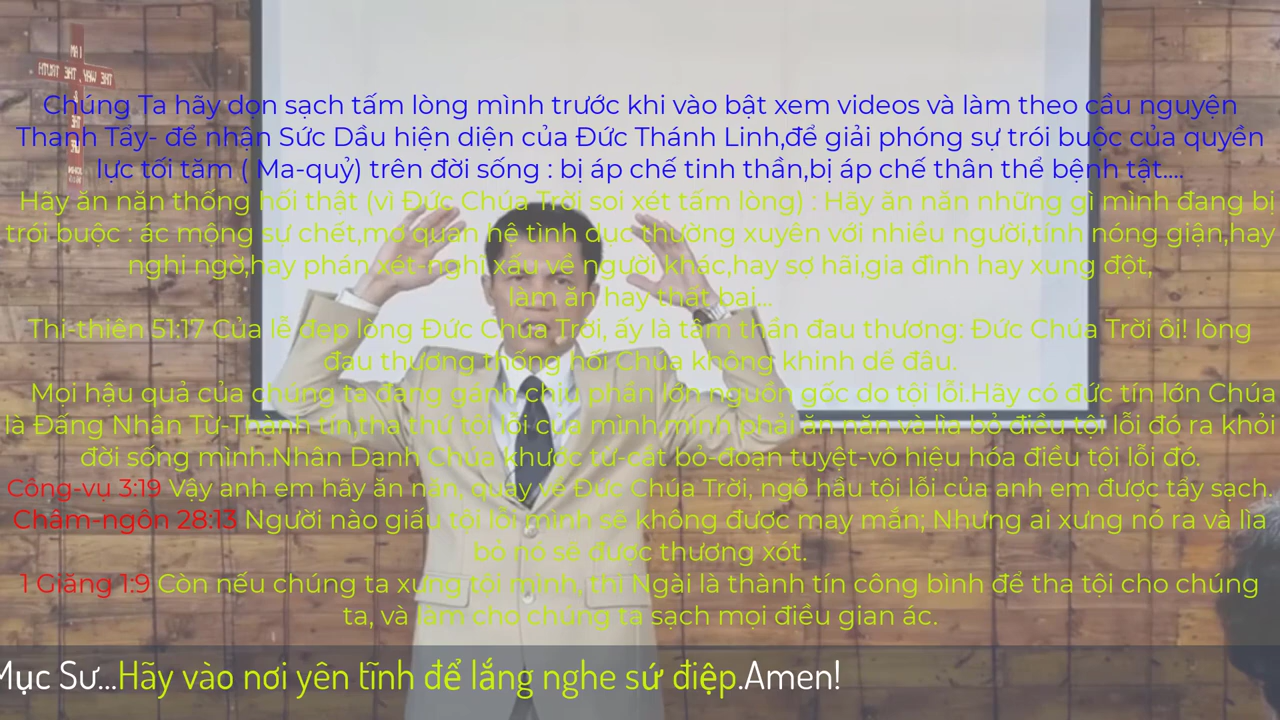 Chúng Ta hãy dọn sạch tấm lòng mình trước khi vào bật xem videos và làm theo cầu nguyện
Thanh Tẩy- để nhận Sức Dầu hiện diện của Đức Thánh Linh,để giải phóng sự trói buộc của quyền
lực tối tăm ( Ma-quỷ) trên đời sống : bị áp chế tinh thần,bị áp chế thân thể bệnh tật....
Hãy ăn năn thống hối thật (vì Đức Chúa Trời soi xét tấm lòng) : Hãy ăn năn những gì mình đang bị
trói buộc : ác mộng sự chết,mơ quan hệ tình dục thường xuyên với nhiều người,tính nóng giận,hay
nghi ngờ,hay phán xét-nghĩ xấu về người khác,hay sợ hãi,gia đình hay xung đột,
làm ăn hay thất bại...
Thi-thiên 51:17 Của lễ đẹp lòng Đức Chúa Trời, ấy là tâm thần đau thương: Đức Chúa Trời ôi! lòng
đau thương thống hối Chúa không khinh dể đâu.
Mọi hậu quả của chúng ta đang gánh chịu phần lớn nguồn gốc do tội lỗi.Hãy có đức tín lớn Chúa
là Đấng Nhân Từ-Thành tín,tha thứ tội lỗi của mình,mình phải ăn năn và lìa bỏ điều tội lỗi đó ra khỏi
đời sống mình.Nhân Danh Chúa khước từ-cắt bỏ-đoạn tuyệt-vô hiệu hóa điều tội lỗi đó.
Công-vụ 3:19 Vậy anh em hãy ăn năn, quay về Đức Chúa Trời, ngõ hầu tội lỗi của anh em được tẩy sạch.
Châm-ngôn 28:13 Người nào giấu tội lỗi mình sẽ không được may mắn; Nhưng ai xưng nó ra và lìa
bỏ nó sẽ được thương xót.
1 Giăng 1:9 Còn nếu chúng ta xưng tội mình, thì Ngài là thành tín công bình để tha tội cho chúng
ta, và làm cho chúng ta sạch mọi điều gian ác.
Mục Sư...Hãy vào nơi yên tĩnh để lắng nghe sứ điệp.Amen!